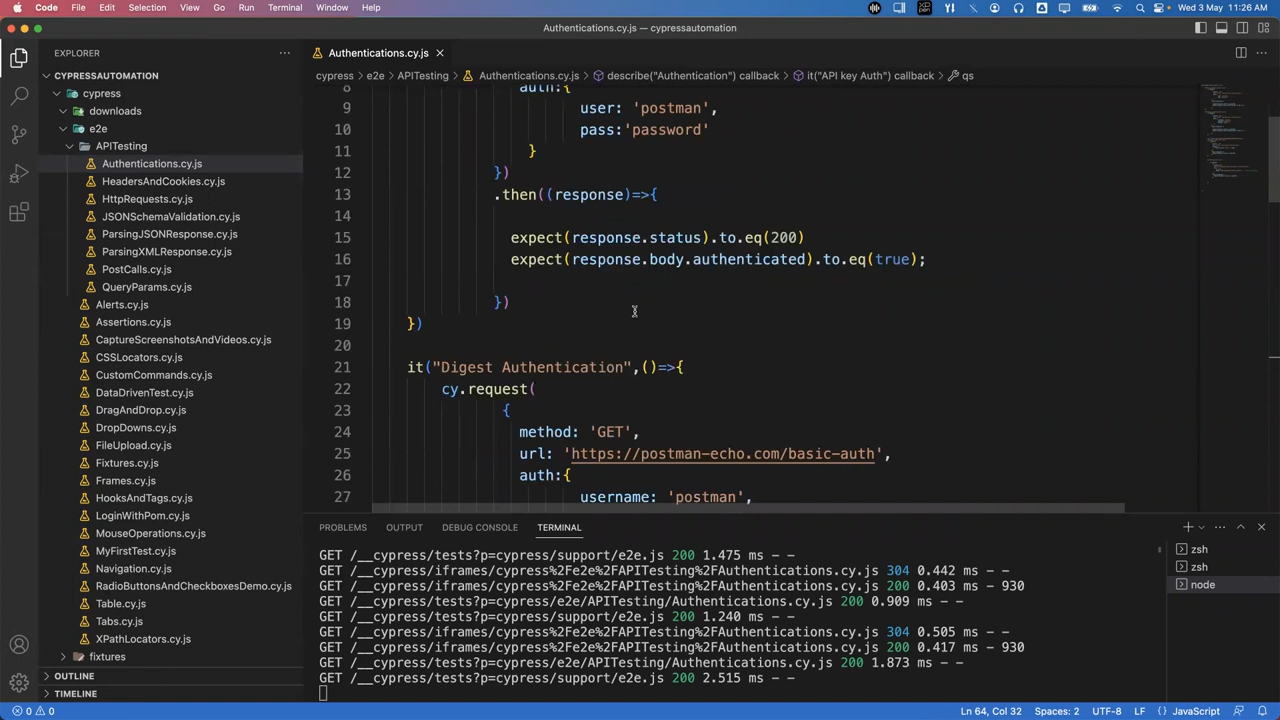 Code File Edit Selection View Go Run Terminal Window Help Wed 3 May 11:26 AM
Authentications.cy.js — cypressautomation
EXPLORER
CYPRESSAUTOMATION
cypress
downloads
e2e
APITesting
Authentications.cy.js
HeadersAndCookies.cy.js
HttpRequests.cy.js
JSONSchemaValidation.cy.js
ParsingJSONResponse.cy.js
ParsingXMLResponse.cy.js
PostCalls.cy.js
QueryParams.cy.js
Alerts.cy.js
Assertions.cy.js
CaptureScreenshotsAndVideos.cy.js
CSSLocators.cy.js
CustomCommands.cy.js
DataDrivenTest.cy.js
DragAndDrop.cy.js
DropDowns.cy.js
FileUpload.cy.js
Fixtures.cy.js
Frames.cy.js
HooksAndTags.cy.js
LoginWithPom.cy.js
MouseOperations.cy.js
MyFirstTest.cy.js
Navigation.cy.js
RadioButtonsAndCheckboxesDemo.cy.js
Table.cy.js
Tabs.cy.js
XPathLocators.cy.js
fixtures
OUTLINE
TIMELINE
Authentications.cy.js
cypress > e2e > APITesting > Authentications.cy.js > describe("Authentication") callback > it("API key Auth") callback > qs
8 auth:{
9 user: 'postman',
10 pass:'password'
11 }
12 })
13 .then((response)=>{
14
15 expect(response.status).to.eq(200)
16 expect(response.body.authenticated).to.eq(true);
17
18 })
19 })
20
21 it("Digest Authentication",()=>{
22 cy.request(
23 {
24 method: 'GET',
25 url: 'https://postman-echo.com/basic-auth',
26 auth:{
27 username: 'postman',
PROBLEMS OUTPUT DEBUG CONSOLE TERMINAL
GET /__cypress/tests?p=cypress/support/e2e.js 200 1.475 ms - -
GET /__cypress/iframes/cypress%2Fe2e%2FAPITesting%2FAuthentications.cy.js 304 0.442 ms - -
GET /__cypress/iframes/cypress%2Fe2e%2FAPITesting%2FAuthentications.cy.js 200 0.403 ms - 930
GET /__cypress/tests?p=cypress/e2e/APITesting/Authentications.cy.js 200 0.909 ms - -
GET /__cypress/tests?p=cypress/support/e2e.js 200 1.240 ms - -
GET /__cypress/iframes/cypress%2Fe2e%2FAPITesting%2FAuthentications.cy.js 304 0.505 ms - -
GET /__cypress/iframes/cypress%2Fe2e%2FAPITesting%2FAuthentications.cy.js 200 0.417 ms - 930
GET /__cypress/tests?p=cypress/e2e/APITesting/Authentications.cy.js 200 1.873 ms - -
GET /__cypress/tests?p=cypress/support/e2e.js 200 2.515 ms - -
zsh
zsh
node
0 0 Ln 64, Col 32 Spaces: 2 UTF-8 LF {} JavaScript